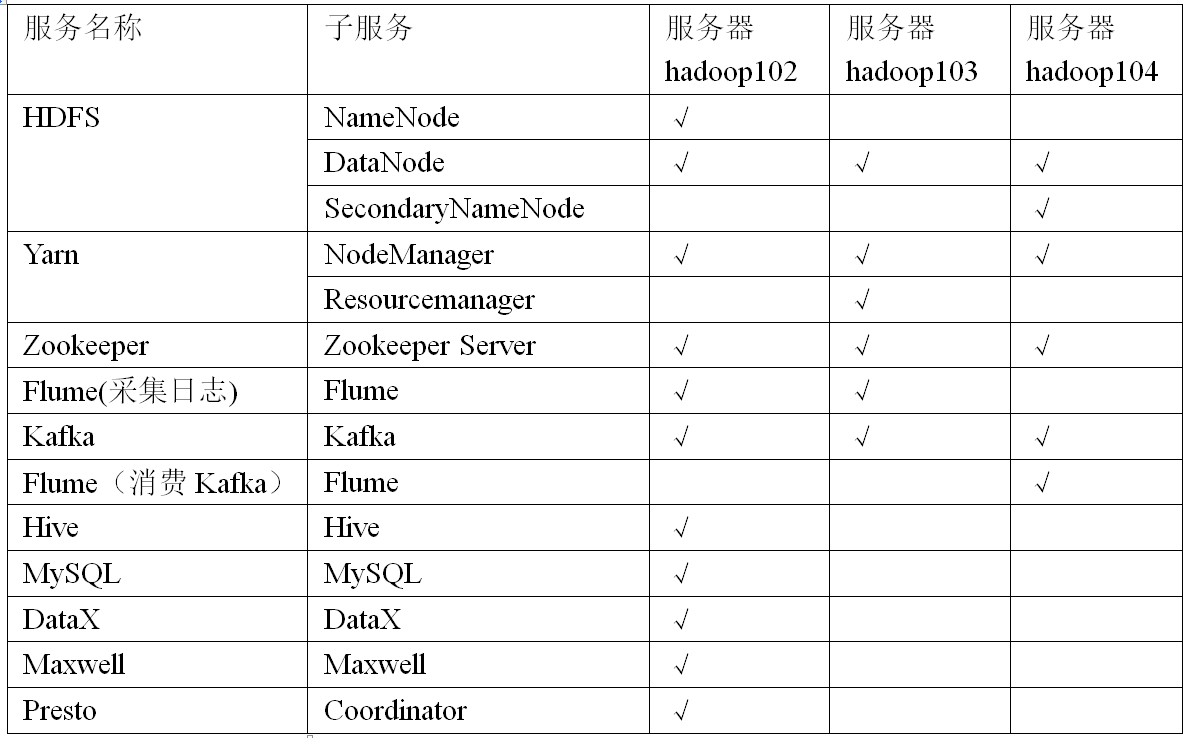 服务名称 子服务 服务器 服务器 服务器
hadoop102 hadoop103 hadoop104
HDFS NameNode √
DataNode √ √ √
SecondaryNameNode √
Yarn NodeManager √ √ √
Resourcemanager √
Zookeeper Zookeeper Server √ √ √
Flume(采集日志) Flume √ √
Kafka Kafka √ √ √
Flume（消费 Kafka） Flume √
Hive Hive √
MySQL MySQL √
DataX DataX √
Maxwell Maxwell √
Presto Coordinator √